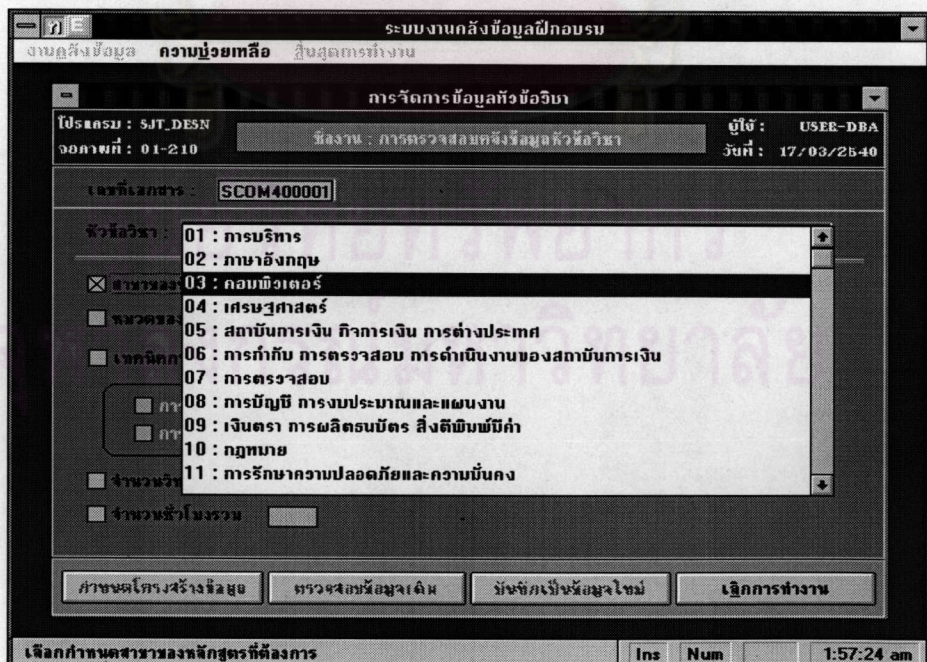 ระบบงานคลังข้อมูลฝึกอบรม
งานคลังข้อมูล ความช่วยเหลือ สิ้นสุดการทำงาน
การจัดการข้อมูลหัวข้อวิชา
โปรแกรม : SJT_DESN
จอภาพที่ : 01-210
ชื่องาน : การตรวจสอบคลังข้อมูลหัวข้อวิชา
ผู้ใช้ : USER-DBA
วันที่ : 17/03/2540
เลขที่เอกสาร : SCOM400001
หัวข้อวิชา :
01 : การบริหาร
02 : ภาษาอังกฤษ
03 : คอมพิวเตอร์
04 : เศรษฐศาสตร์
05 : สถาบันการเงิน กิจการเงิน การต่างประเทศ
06 : การกำกับ การตรวจสอบ การดำเนินงานของสถาบันการเงิน
07 : การตรวจสอบ
08 : การบัญชี การงบประมาณและแผนงาน
09 : เงินตรา การผลิตธนบัตร สิ่งตีพิมพ์มีค่า
10 : กฎหมาย
11 : การรักษาความปลอดภัยและความมั่นคง
จำนวนชั่วโมงรวม
กำหนดโครงสร้างข้อมูล ตรวจสอบข้อมูลเดิม บันทึกเป็นข้อมูลใหม่ เลิกการทำงาน
เลือกกำหนดสาขาของหลักสูตรที่ต้องการ Ins Num 1:57:24 am